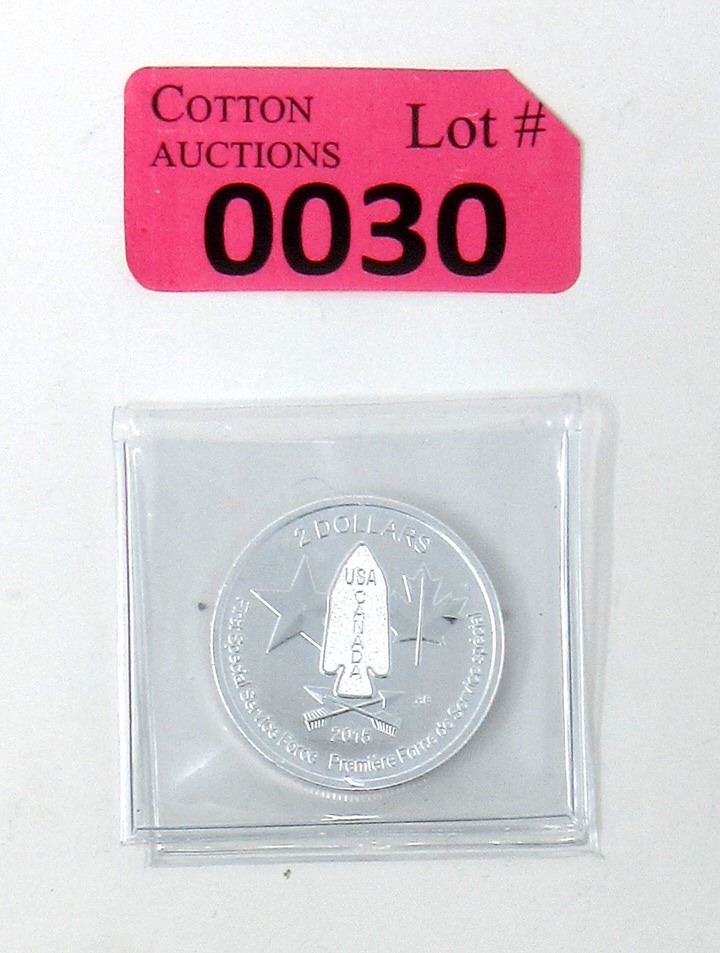 COTTON
AUCTIONS
Lot #
0030
2 DOLLARS
USA
CANADA
2015
First Special Service Force
Première Force de Service spécial